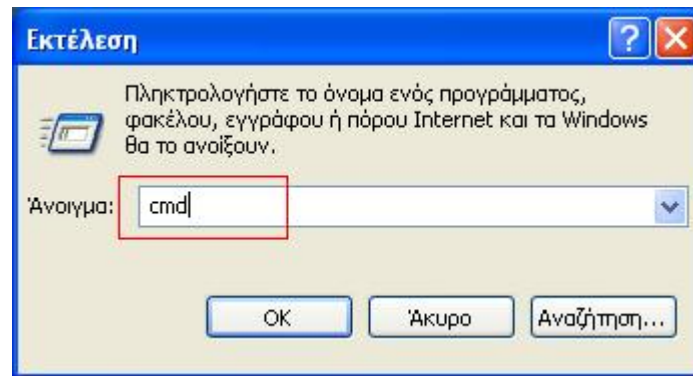 Εκτέλεση
Πληκτρολογήστε το όνομα ενός προγράμματος,
φακέλου, εγγράφου ή πόρου Internet και τα Windows
θα το ανοίξουν.
Άνοιγμα: cmd
OK Άκυρο Αναζήτηση...